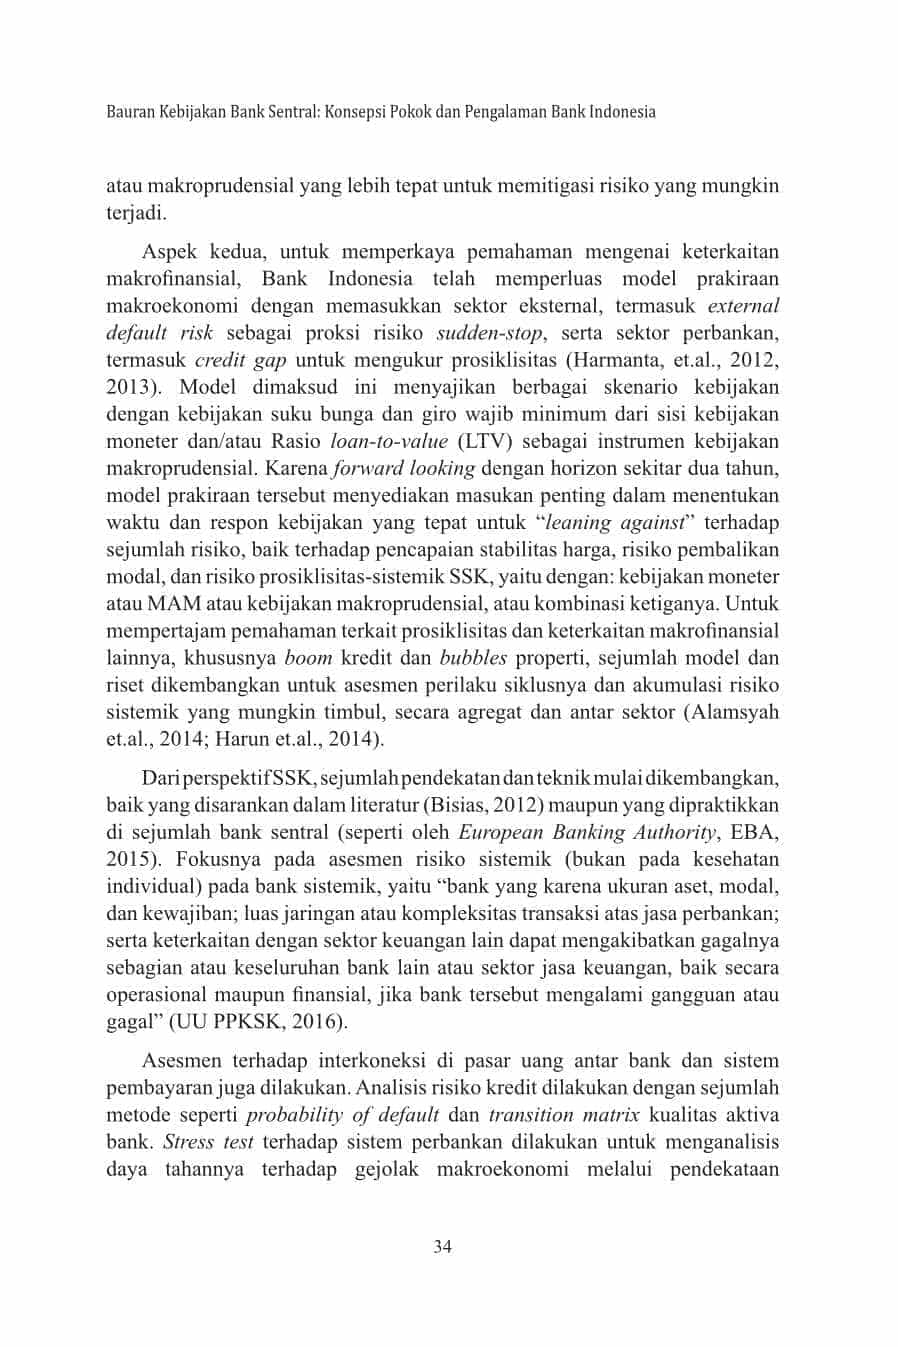 Bauran Kebijakan Bank Sentral: Konsepsi Pokok dan Pengalaman Bank Indonesia
atau makroprudensial yang lebih tepat untuk memitigasi risiko yang mungkin
terjadi.
Aspek kedua, untuk memperkaya pemahaman mengenai keterkaitan
makrofinansial, Bank Indonesia telah memperluas model prakiraan
makroekonomi dengan memasukkan sektor eksternal, termasuk external
default risk sebagai proksi risiko sudden-stop, serta sektor perbankan,
termasuk credit gap untuk mengukur prosiklisitas (Harmanta, et.al., 2012,
2013). Model dimaksud ini menyajikan berbagai skenario kebijakan
dengan kebijakan suku bunga dan giro wajib minimum dari sisi kebijakan
moneter dan/atau Rasio loan-to-value (LTV) sebagai instrumen kebijakan
makroprudensial. Karena forward looking dengan horizon sekitar dua tahun,
model prakiraan tersebut menyediakan masukan penting dalam menentukan
waktu dan respon kebijakan yang tepat untuk “leaning against” terhadap
sejumlah risiko, baik terhadap pencapaian stabilitas harga, risiko pembalikan
modal, dan risiko prosiklisitas-sistemik SSK, yaitu dengan: kebijakan moneter
atau MAM atau kebijakan makroprudensial, atau kombinasi ketiganya. Untuk
mempertajam pemahaman terkait prosiklisitas dan keterkaitan makrofinansial
lainnya, khususnya boom kredit dan bubbles properti, sejumlah model dan
riset dikembangkan untuk asesmen perilaku siklusnya dan akumulasi risiko
sistemik yang mungkin timbul, secara agregat dan antar sektor (Alamsyah
et.al., 2014; Harun et.al., 2014).
Dari perspektif SSK, sejumlah pendekatan dan teknik mulai dikembangkan,
baik yang disarankan dalam literatur (Bisias, 2012) maupun yang dipraktikkan
di sejumlah bank sentral (seperti oleh European Banking Authority, EBA,
2015). Fokusnya pada asesmen risiko sistemik (bukan pada kesehatan
individual) pada bank sistemik, yaitu “bank yang karena ukuran aset, modal,
dan kewajiban; luas jaringan atau kompleksitas transaksi atas jasa perbankan;
serta keterkaitan dengan sektor keuangan lain dapat mengakibatkan gagalnya
sebagian atau keseluruhan bank lain atau sektor jasa keuangan, baik secara
operasional maupun finansial, jika bank tersebut mengalami gangguan atau
gagal” (UU PPKSK, 2016).
Asesmen terhadap interkoneksi di pasar uang antar bank dan sistem
pembayaran juga dilakukan. Analisis risiko kredit dilakukan dengan sejumlah
metode seperti probability of default dan transition matrix kualitas aktiva
bank. Stress test terhadap sistem perbankan dilakukan untuk menganalisis
daya tahannya terhadap gejolak makroekonomi melalui pendekataan
34